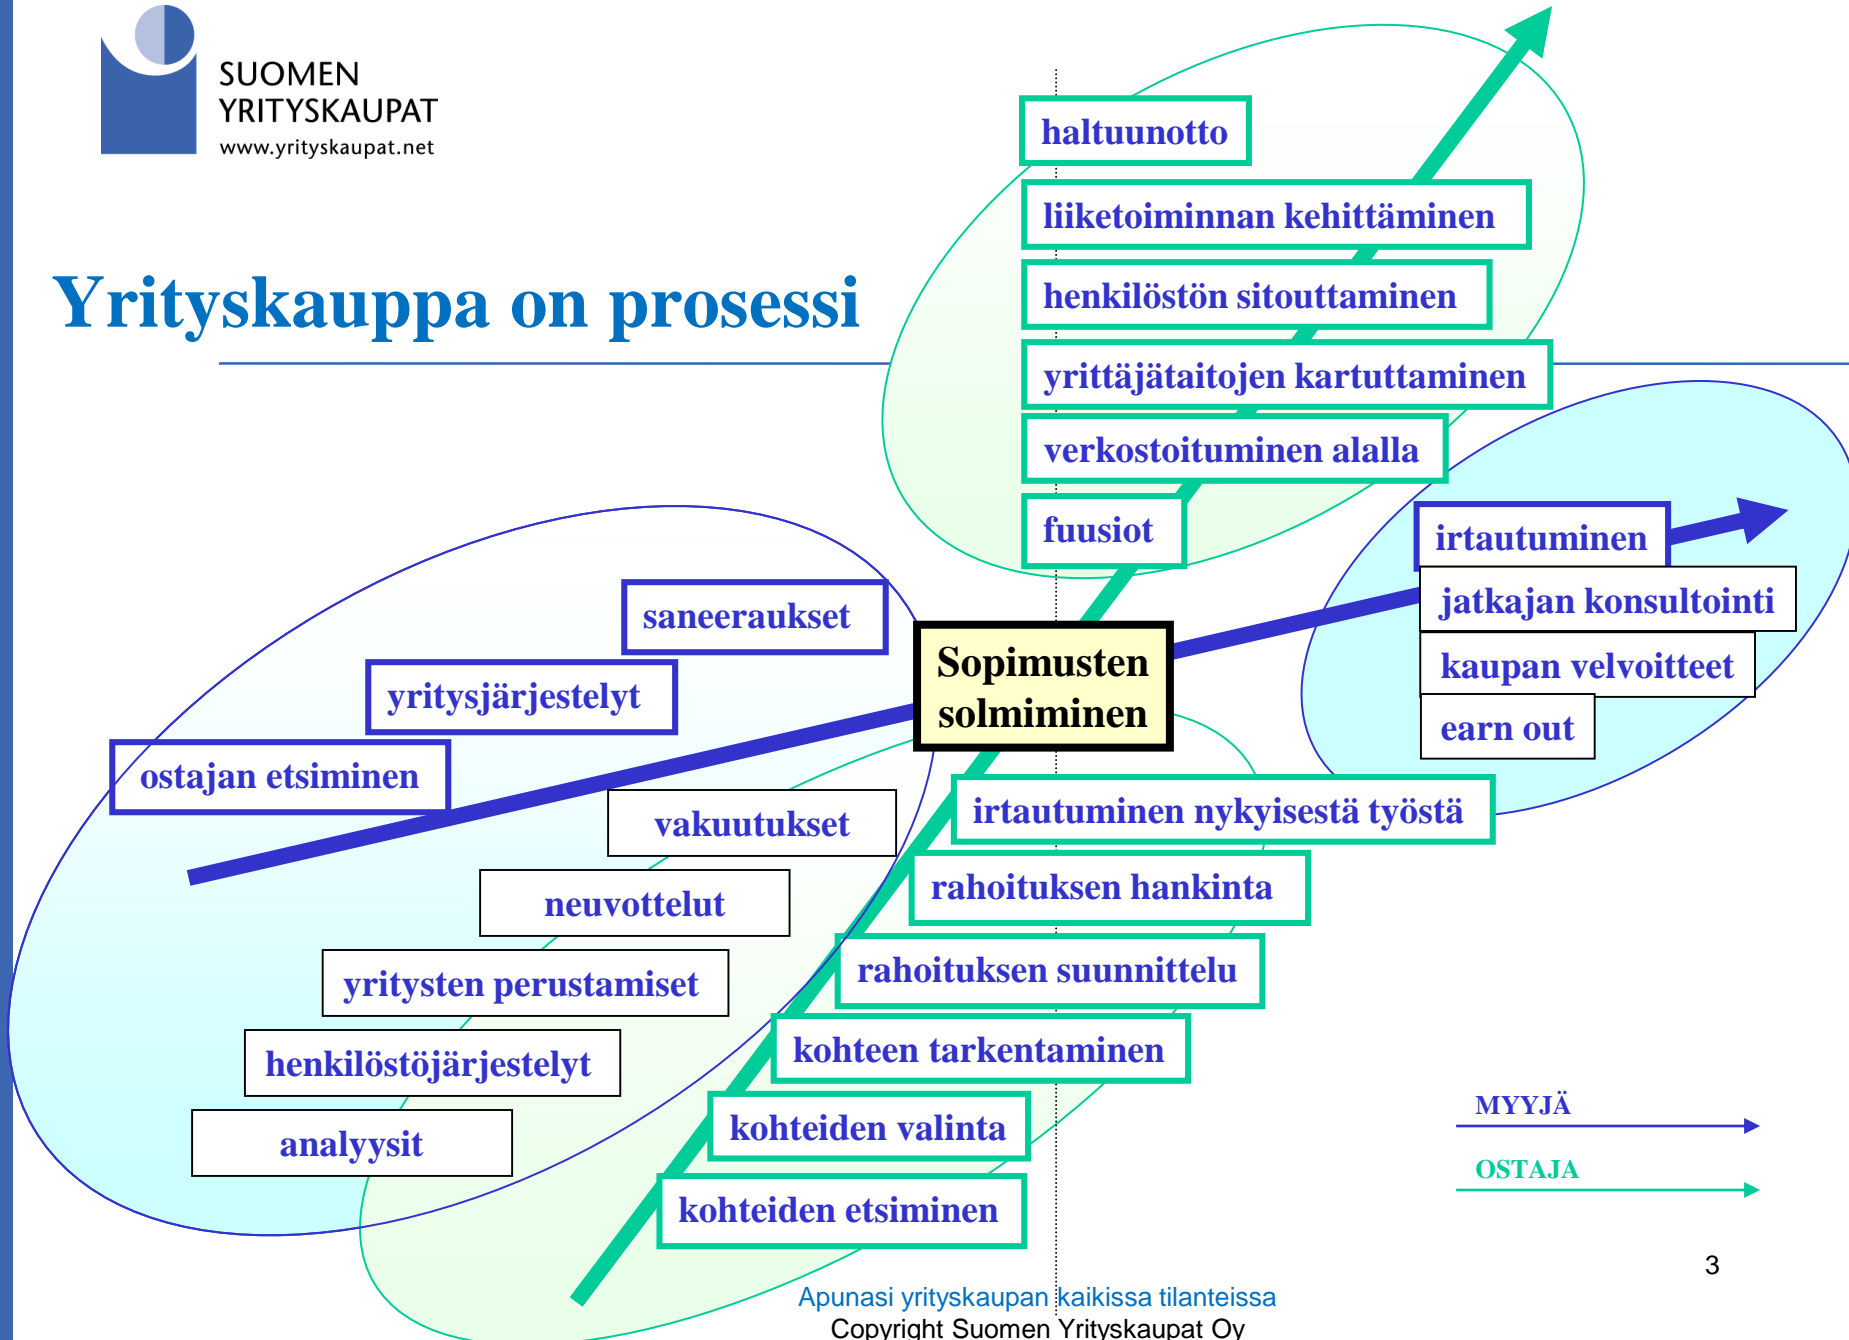 SUOMEN
YRITYSKAUPAT
www.yrityskaupat.net
Yrityskauppa on prosessi
haltuunotto
liiketoiminnan kehittäminen
henkilöstön sitouttaminen
yrittäjätaitojen kartuttaminen
verkostoituminen alalla
fuusiot
irtautuminen
jatkajan konsultointi
kaupan velvoitteet
earn out
saneeraukset
yritysjärjestelyt
ostajan etsiminen
Sopimusten
solmiminen
vakuutukset
neuvottelut
yritysten perustamiset
henkilöstöjärjestelyt
analyysit
irtautuminen nykyisestä työstä
rahoituksen hankinta
rahoituksen suunnittelu
kohteen tarkentaminen
kohteiden valinta
kohteiden etsiminen
MYYJÄ
OSTAJA
3
Apunasi yrityskaupan kaikissa tilanteissa
Copyright Suomen Yrityskaupat Oy